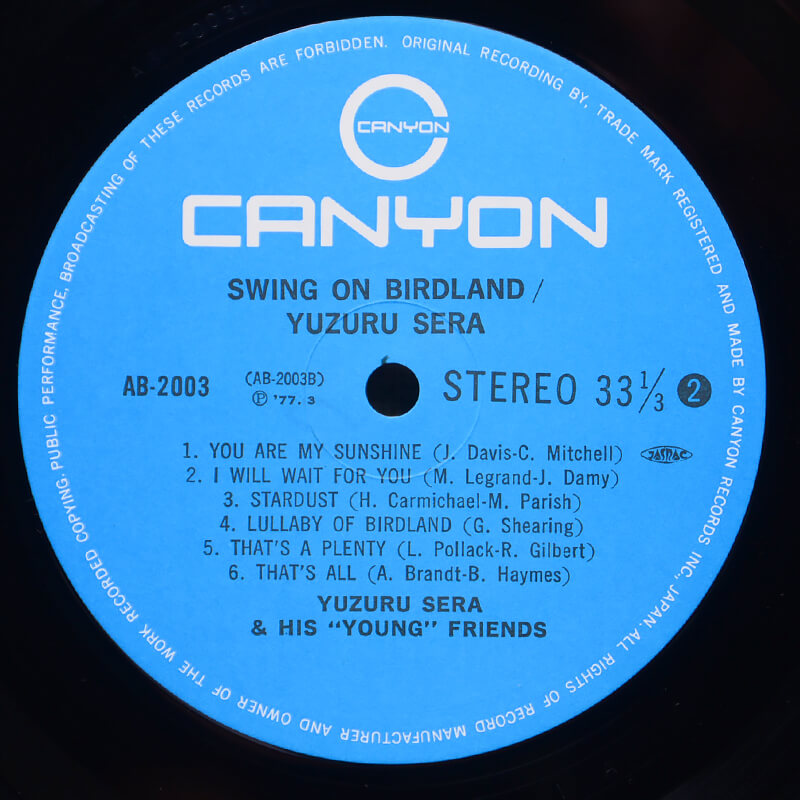 ORIGINAL RECORDING BY, TRADE MARK REGISTERED AND MADE BY CANYON RECORDS INC., JAPAN. ALL RIGHTS OF RECORD MANUFACTURER AND OWNER OF THE WORK RECORDED COPYING, PUBLIC PERFORMANCE, BROADCASTING OF THESE RECORDS ARE FORBIDDEN.
CANYON
CANYON
SWING ON BIRDLAND /
YUZURU SERA
AB-2003 (AB-2003B) STEREO 33 1/3 2
Ⓟ '77. 3
1. YOU ARE MY SUNSHINE (J. Davis-C. Mitchell) JASRAC
2. I WILL WAIT FOR YOU (M. Legrand-J. Damy)
3. STARDUST (H. Carmichael-M. Parish)
4. LULLABY OF BIRDLAND (G. Shearing)
5. THAT'S A PLENTY (L. Pollack-R. Gilbert)
6. THAT'S ALL (A. Brandt-B. Haymes)
YUZURU SERA
& HIS "YOUNG" FRIENDS